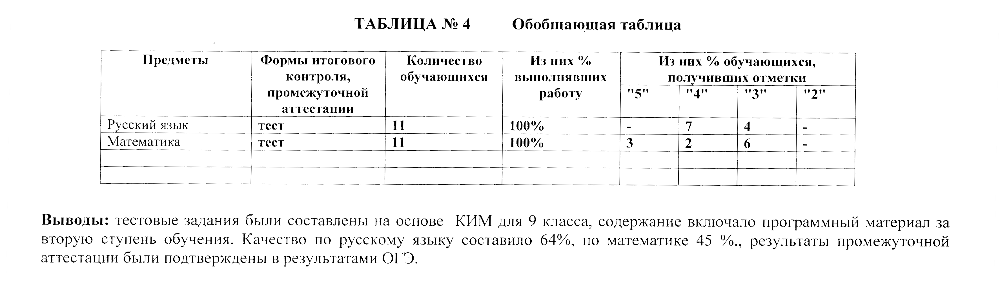 ТАБЛИЦА № 4 Обобщающая таблица
Предметы Формы итогового контроля, промежуточной аттестации Количество обучающихся Из них % выполнявших работу Из них % обучающихся, получивших отметки
"5" "4" "3" "2"
Русский язык тест 11 100% - 7 4 -
Математика тест 11 100% 3 2 6 -
Выводы: тестовые задания были составлены на основе КИМ для 9 класса, содержание включало программный материал за
вторую ступень обучения. Качество по русскому языку составило 64%, по математике 45 %., результаты промежуточной
аттестации были подтверждены в результатами ОГЭ.